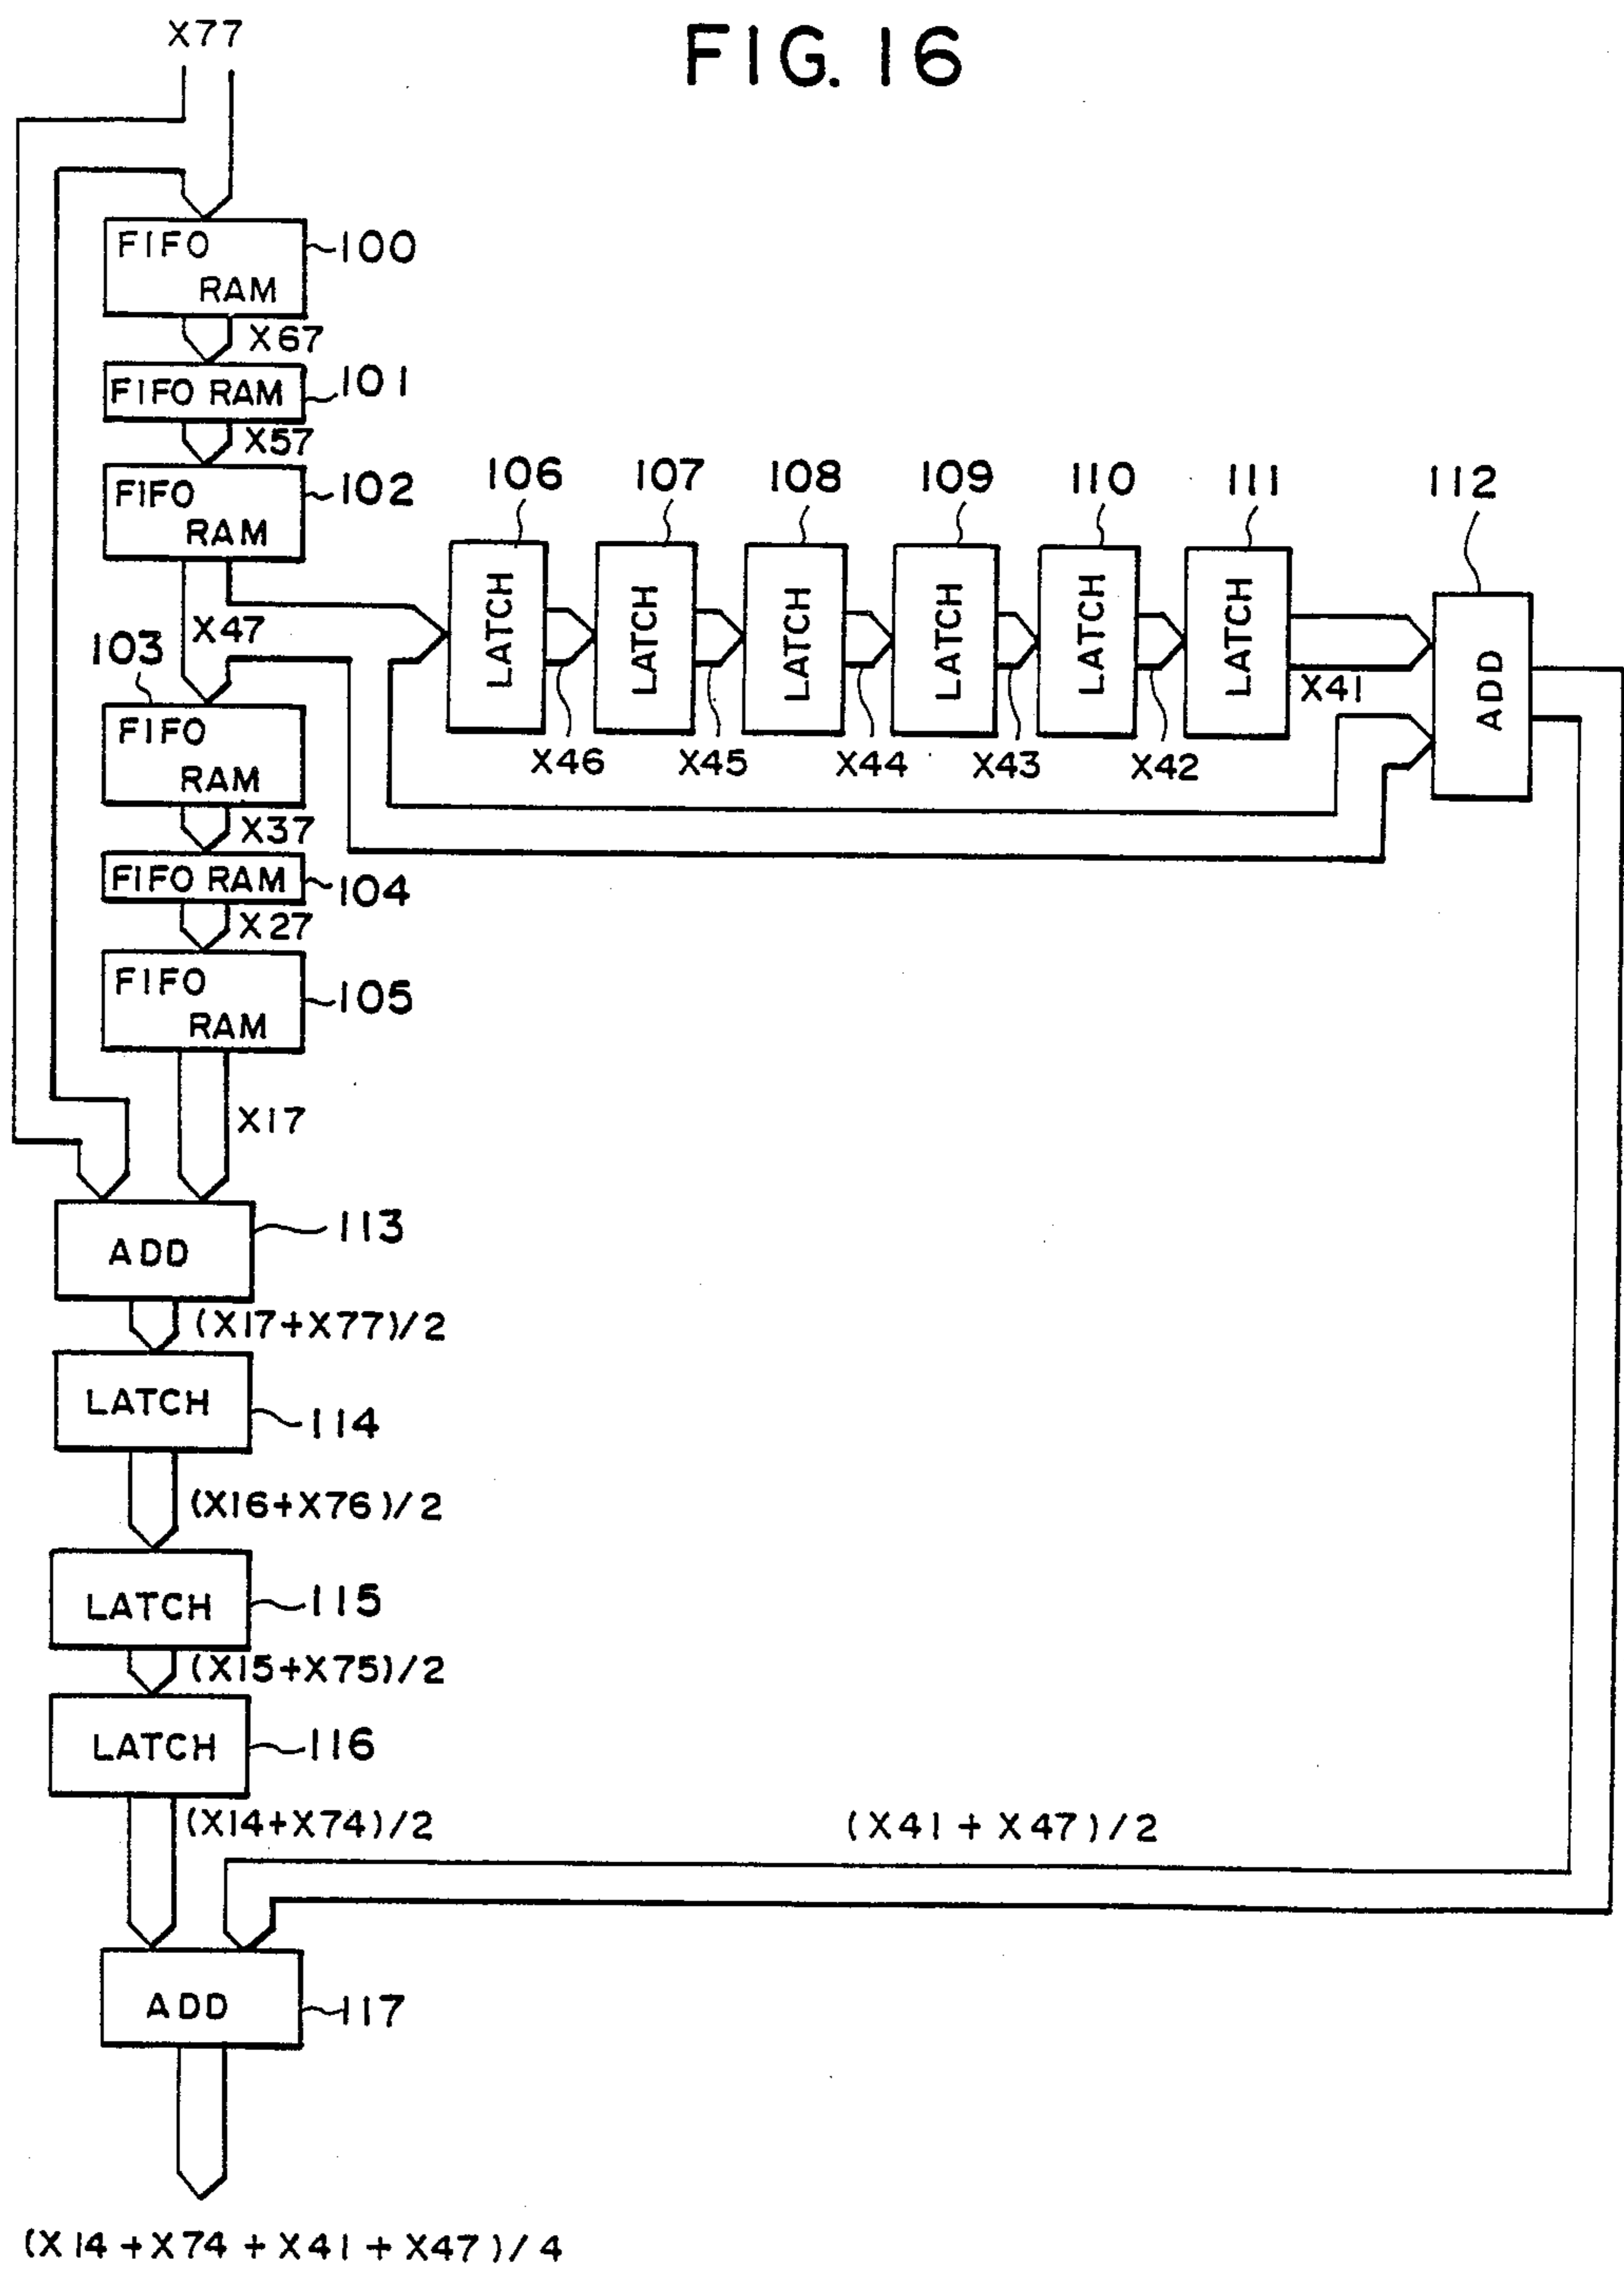 FIG. 16
X77
FIFO RAM
100
X67
FIFO RAM
101
X57
FIFO RAM
102
X47
103
FIFO RAM
X37
FIFO RAM
104
X27
FIFO RAM
105
X17
106
107
108
109
110
111
112
LATCH
LATCH
LATCH
LATCH
LATCH
LATCH
ADD
X46
X45
X44
X43
X42
X41
ADD
113
(X17+X77)/2
LATCH
114
(X16+X76)/2
LATCH
115
(X15+X75)/2
LATCH
116
(X14+X74)/2
(X41 + X47)/2
ADD
117
(X14 + X74 + X41 + X47)/4